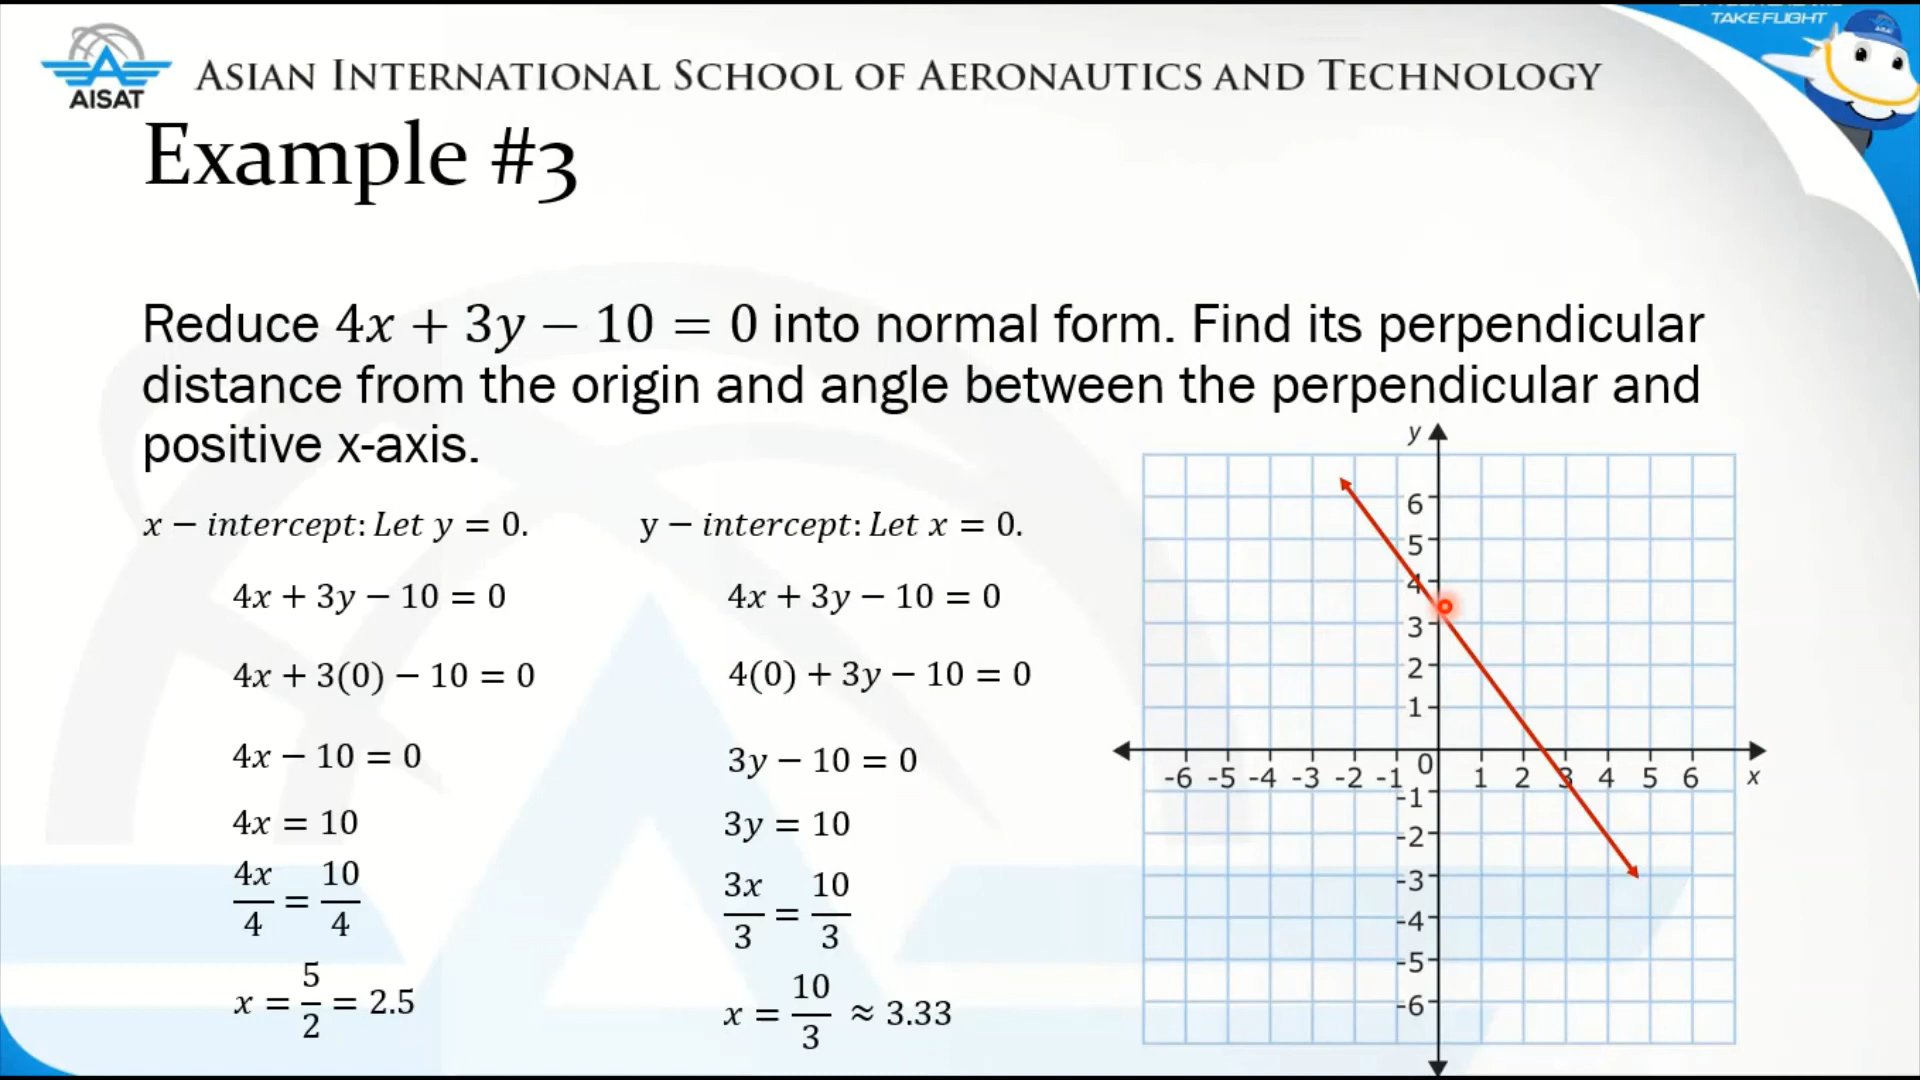 TAKE FLIGHT
AISAT
ASIAN INTERNATIONAL SCHOOL OF AERONAUTICS AND TECHNOLOGY
Example #3
Reduce 4x + 3y − 10 = 0 into normal form. Find its perpendicular
distance from the origin and angle between the perpendicular and
positive x-axis.
x − intercept: Let y = 0.
4x + 3y − 10 = 0
4x + 3(0) − 10 = 0
4x − 10 = 0
4x = 10
4x/4 = 10/4
x = 5/2 = 2.5
y − intercept: Let x = 0.
4x + 3y − 10 = 0
4(0) + 3y − 10 = 0
3y − 10 = 0
3y = 10
3x/3 = 10/3
x = 10/3 ≈ 3.33
y
6
5
4
3
2
1
-6 -5 -4 -3 -2 -1 0 1 2 3 4 5 6 x
-1
-2
-3
-4
-5
-6